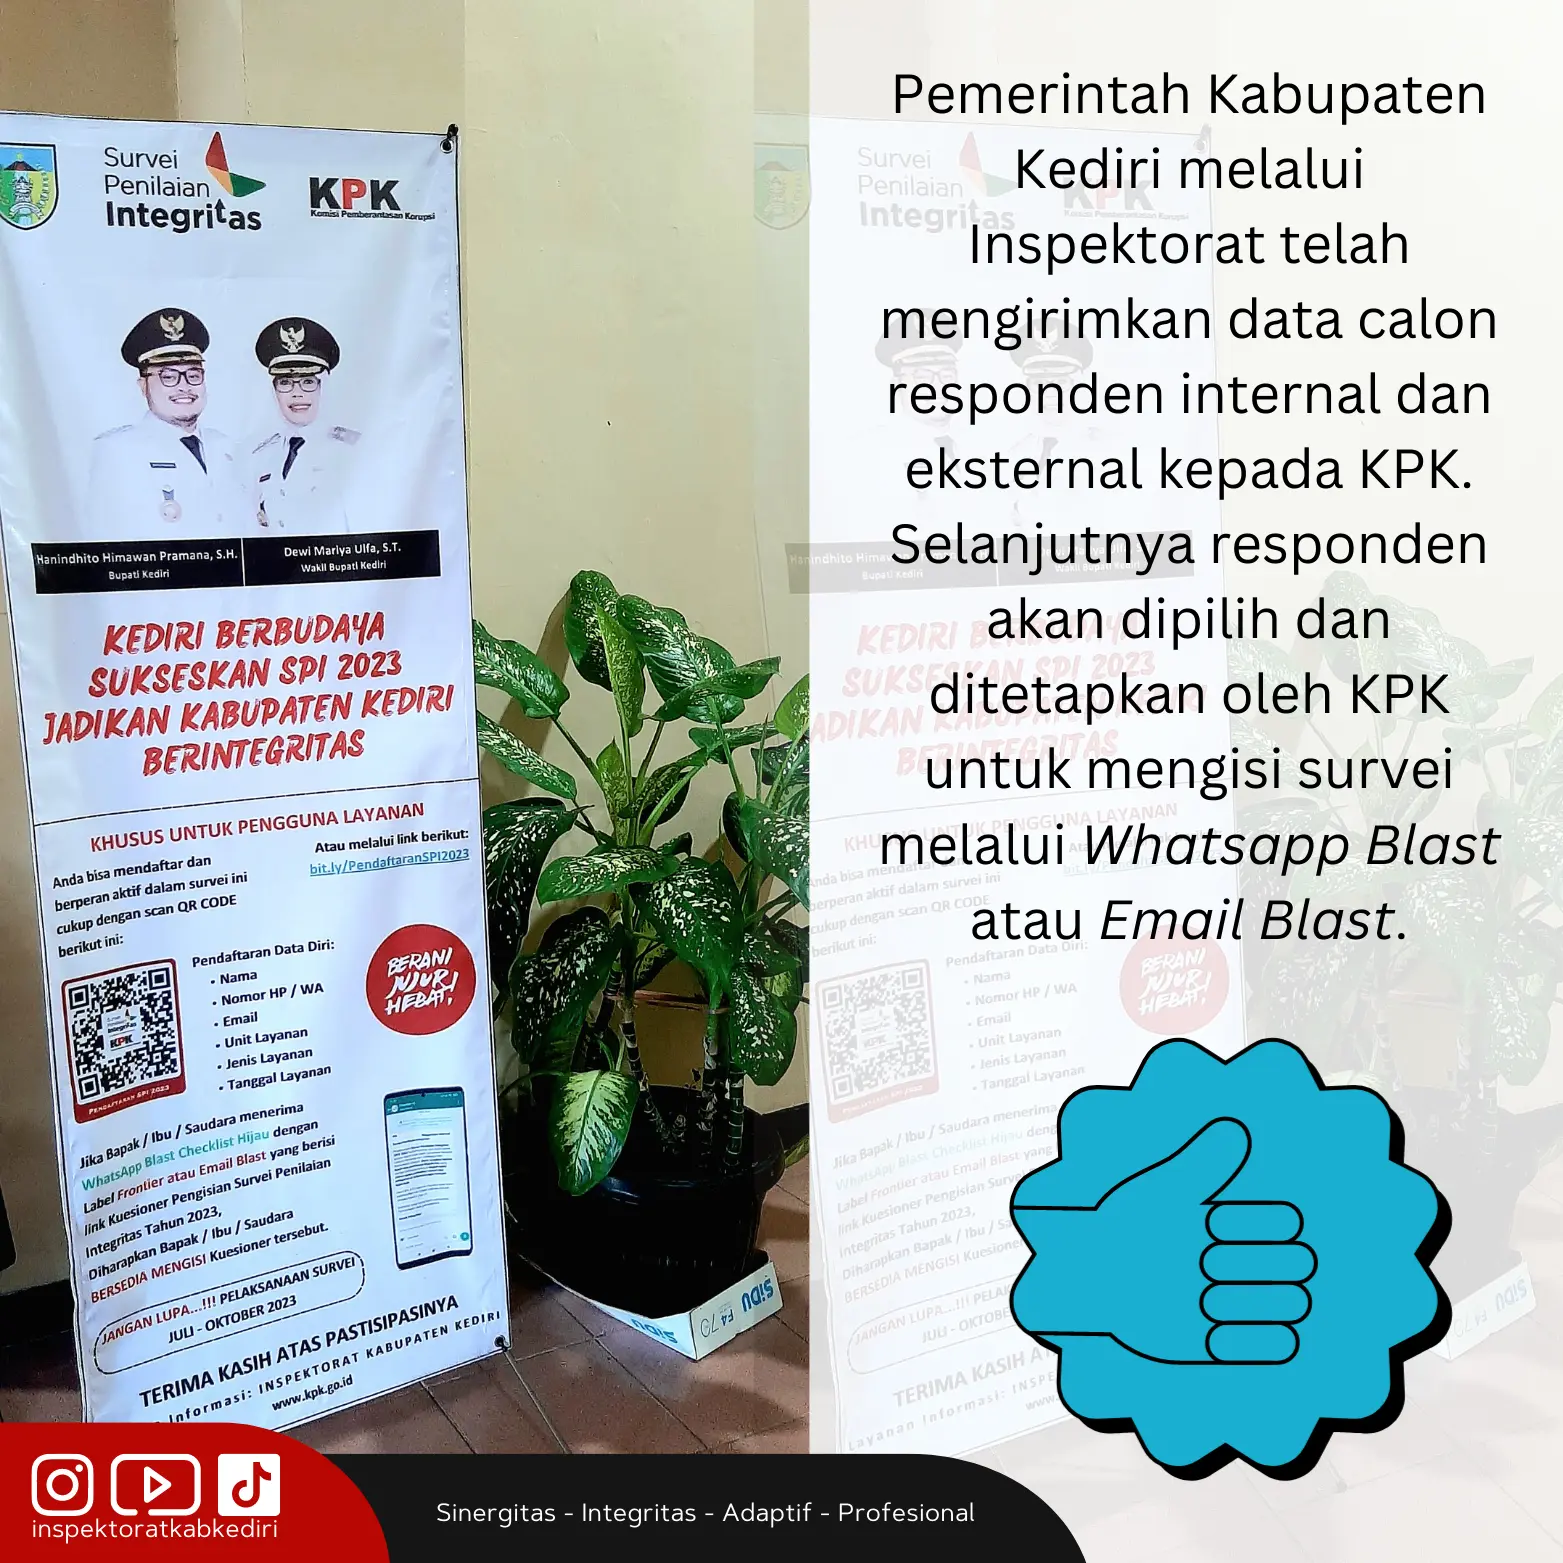 Survei
Penilaian
Integritas
KPK
Komisi Pemberantasan Korupsi
Hanindhito Himawan Pramana, S.H.
Bupati Kediri
Dewi Mariya Ulfa, S.T.
Wakil Bupati Kediri
KEDIRI BERBUDAYA
SUKSESKAN SPI 2023
JADIKAN KABUPATEN KEDIRI
BERINTEGRITAS
KHUSUS UNTUK PENGGUNA LAYANAN
Anda bisa mendaftar dan
berperan aktif dalam survei ini
cukup dengan scan QR CODE
berikut ini:
Atau melalui link berikut:
bit.ly/PendaftaranSPI2023
PENDAFTARAN SPI 2023
Pendaftaran Data Diri:
• Nama
• Nomor HP / WA
• Email
• Unit Layanan
• Jenis Layanan
• Tanggal Layanan
BERANI
JUJUR!
HEBAT,
Jika Bapak / Ibu / Saudara menerima
WhatsApp Blast Checklist Hijau dengan
Label Frontier atau Email Blast yang berisi
link Kuesioner Pengisian Survei Penilaian
Integritas Tahun 2023,
Diharapkan Bapak / Ibu / Saudara
BERSEDIA MENGISI Kuesioner tersebut.
JANGAN LUPA...!!! PELAKSANAAN SURVEI
JULI - OKTOBER 2023
TERIMA KASIH ATAS PASTISIPASINYA
Informasi: INSPEKTORAT KABUPATEN KEDIRI
www.kpk.go.id
SiDU
F4 70
Pemerintah Kabupaten
Kediri melalui
Inspektorat telah
mengirimkan data calon
responden internal dan
eksternal kepada KPK.
Selanjutnya responden
akan dipilih dan
ditetapkan oleh KPK
untuk mengisi survei
melalui Whatsapp Blast
atau Email Blast.
inspektoratkabkediri
Sinergitas - Integritas - Adaptif - Profesional